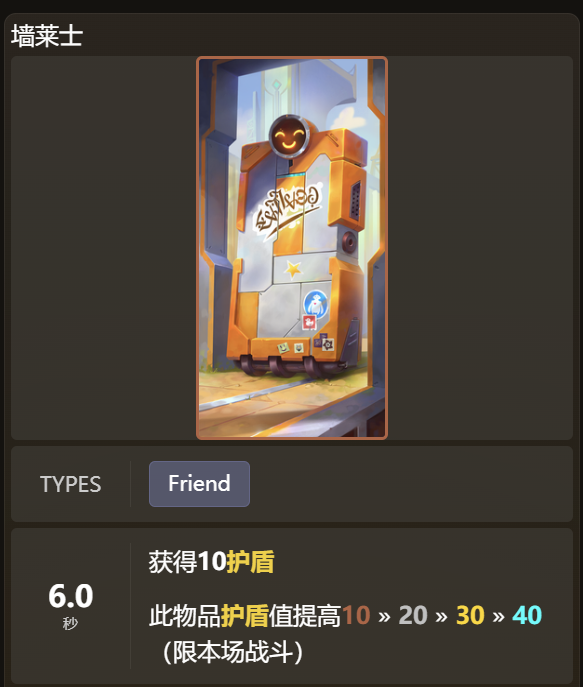 墙莱士
TYPES
Friend
6.0
秒
获得10护盾
此物品护盾值提高10 » 20 » 30 » 40
（限本场战斗）